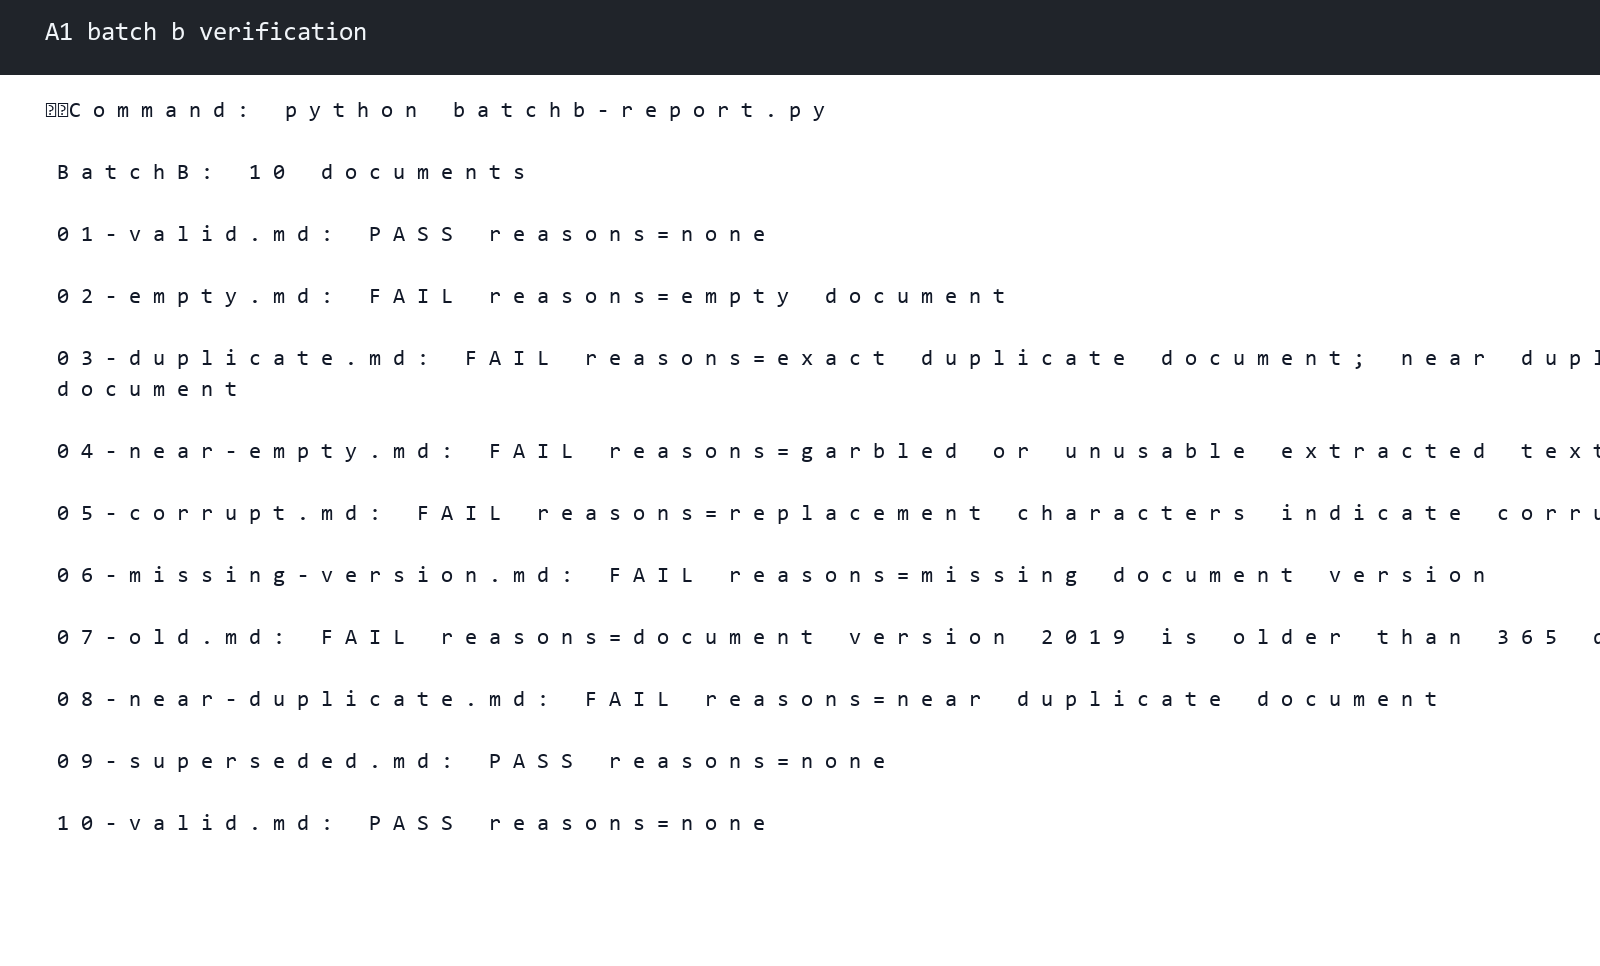 A1 batch b verification
Command: python batchb-report.py
BatchB: 10 documents
01-valid.md: PASS reasons=none
02-empty.md: FAIL reasons=empty document
03-duplicate.md: FAIL reasons=exact duplicate document; near dupl
document
04-near-empty.md: FAIL reasons=garbled or unusable extracted text
05-corrupt.md: FAIL reasons=replacement characters indicate corru
06-missing-version.md: FAIL reasons=missing document version
07-old.md: FAIL reasons=document version 2019 is older than 365
08-near-duplicate.md: FAIL reasons=near duplicate document
09-superseded.md: PASS reasons=none
10-valid.md: PASS reasons=none